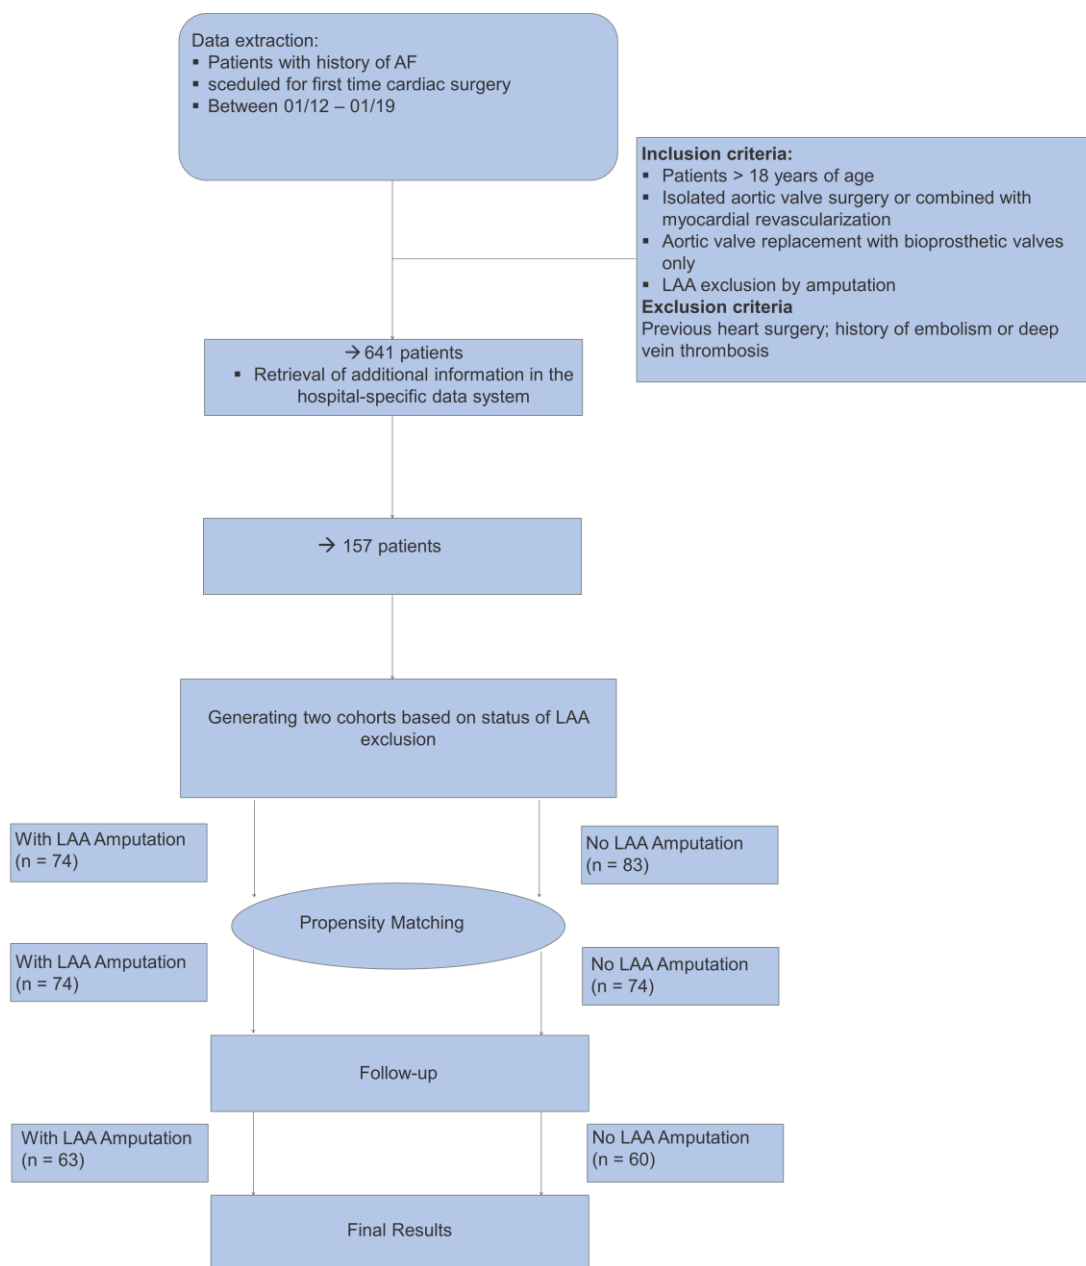 Data extraction:
▪ Patients with history of AF
▪ sceduled for first time cardiac surgery
▪ Between 01/12 – 01/19
Inclusion criteria:
▪ Patients > 18 years of age
▪ Isolated aortic valve surgery or combined with
myocardial revascularization
▪ Aortic valve replacement with bioprosthetic valves
only
▪ LAA exclusion by amputation
Exclusion criteria
Previous heart surgery; history of embolism or deep
vein thrombosis
→ 641 patients
▪ Retrieval of additional information in the
hospital-specific data system
→ 157 patients
Generating two cohorts based on status of LAA
exclusion
With LAA Amputation
(n = 74)
No LAA Amputation
(n = 83)
Propensity Matching
With LAA Amputation
(n = 74)
No LAA Amputation
(n = 74)
Follow-up
With LAA Amputation
(n = 63)
No LAA Amputation
(n = 60)
Final Results